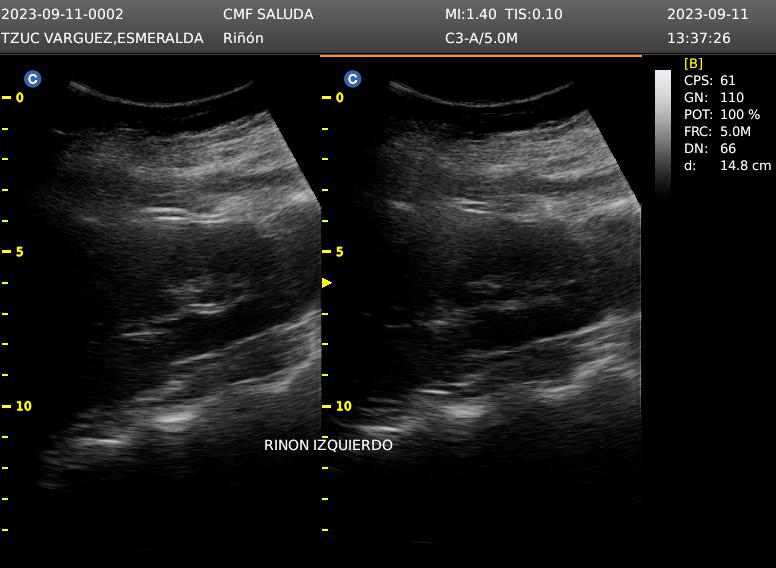 2023-09-11-0002 CMF SALUDA MI:1.40 TIS:0.10 2023-09-11
TZUC VARGUEZ,ESMERALDA Riñón C3-A/5.0M 13:37:26
[B]
C C
CPS: 61
0 0
GN: 110
POT: 100 %
FRC: 5.0M
DN: 66
d: 14.8 cm
5 5
10 10
RINON IZQUIERDO